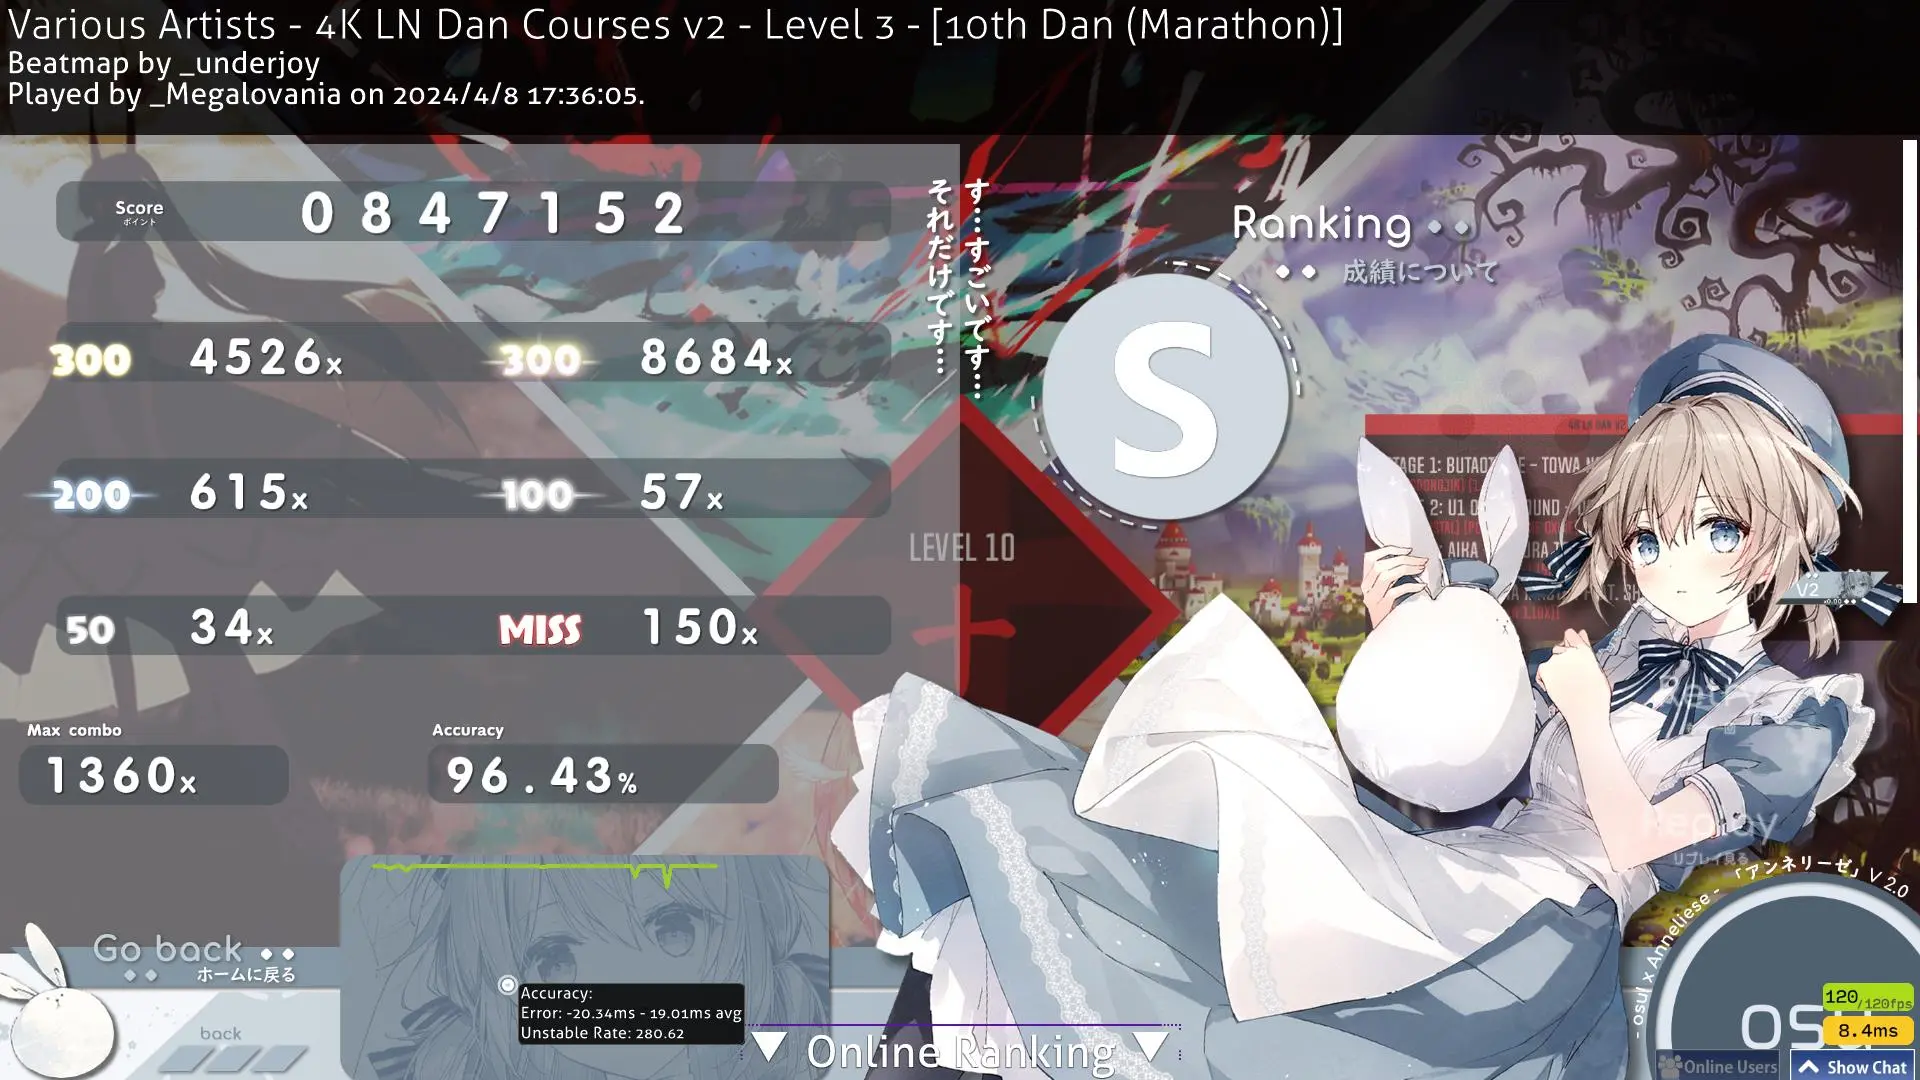 Various Artists - 4K LN Dan Courses v2 - Level 3 - [10th Dan (Marathon)]
Beatmap by _underjoy
Played by _Megalovania on 2024/4/8 17:36:05.
Score
ポイント
0847152
す…すごいです…
それだけです…
Ranking
成績について
S
300 4526x
300 8684x
200 615x
100 57x
50 34x
MISS 150x
LEVEL 10
十
Max combo
1360x
Accuracy
96.43%
V2
Replay
リプレイ見る
- osu! x Anneliese - 「アンネリーゼ」 V 2.0
Go back
ホームに戻る
back
Accuracy:
Error: -20.34ms - 19.01ms avg
Unstable Rate: 280.62
Online Ranking
120/120fps
8.4ms
Online Users
Show Chat